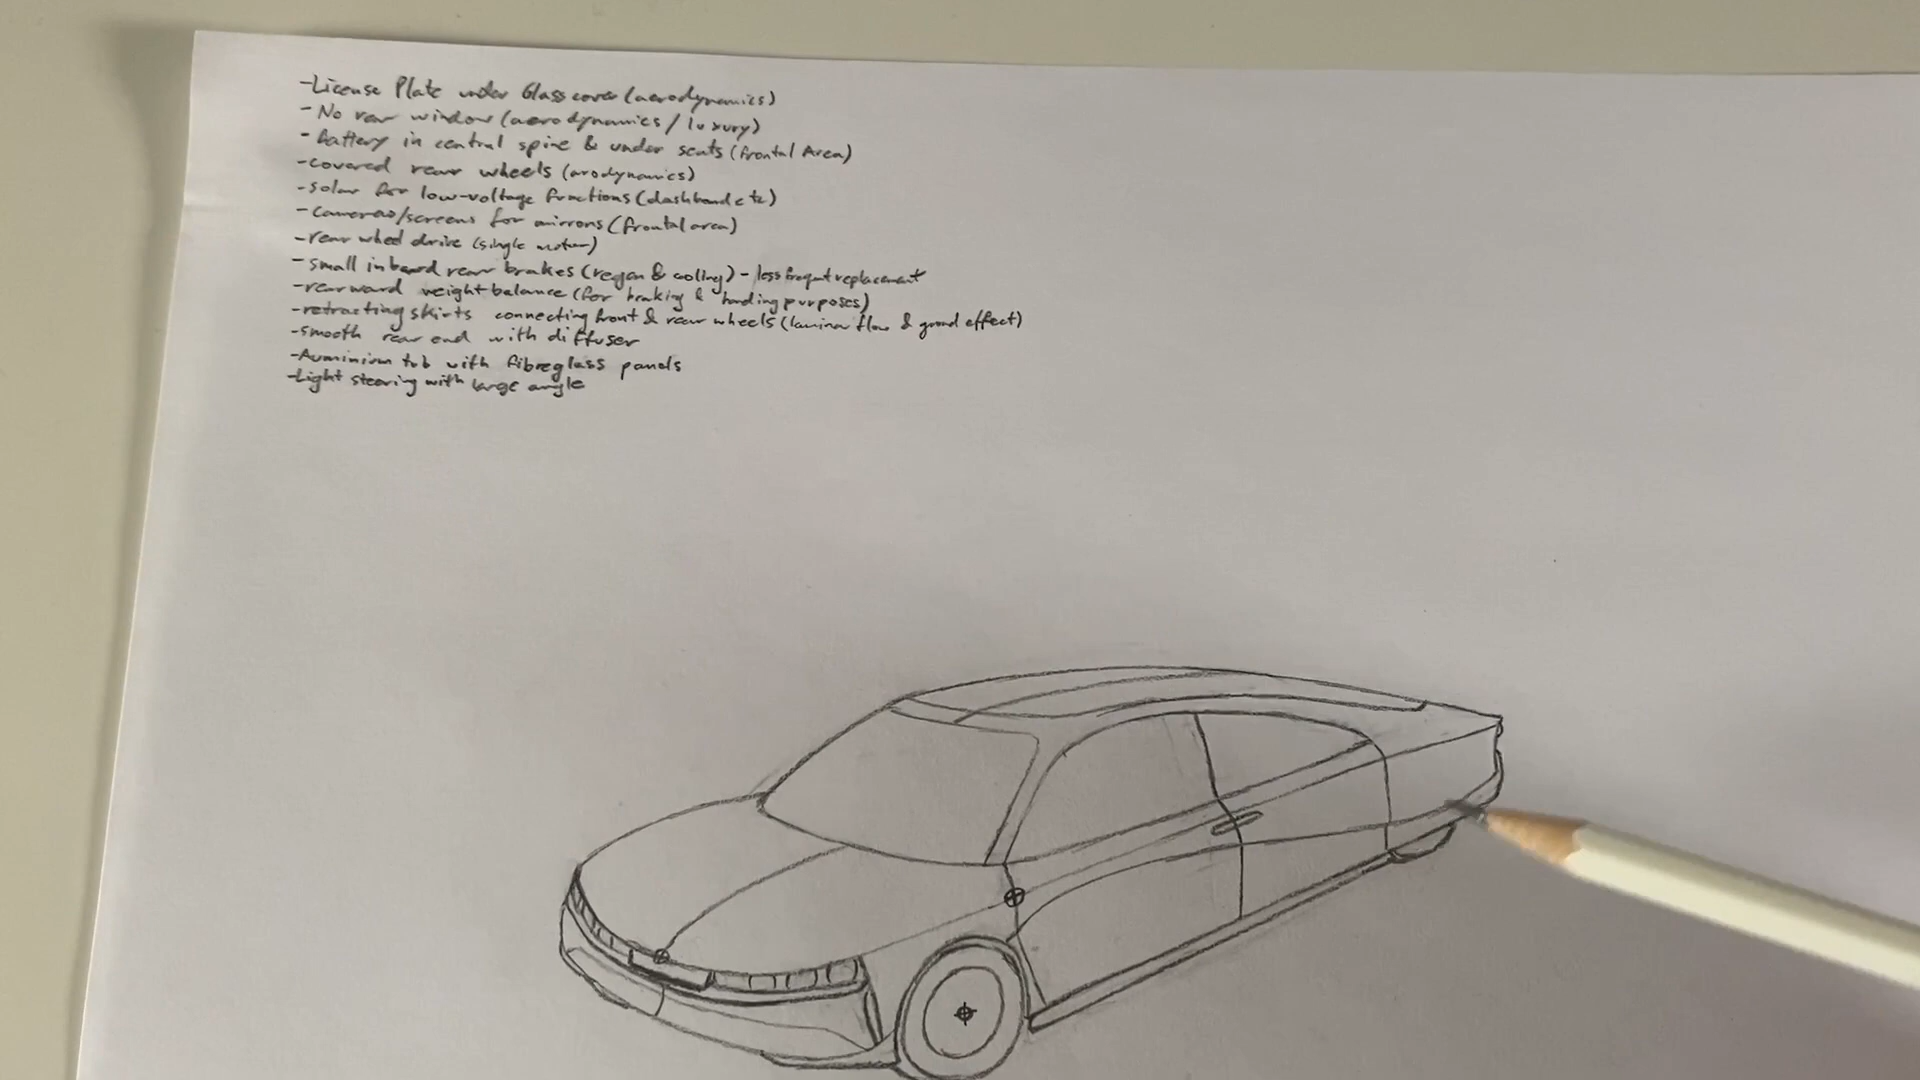 -License Plate under Glass cover (aerodynamics)
-No rear window (aerodynamics / luxury)
-Battery in central spine & under seats (frontal Area)
-covered rear wheels (arodynamics)
-solar for low-voltage functions (dashboard etc)
-cameras/screens for mirrors (frontal area)
-rear wheel drive (single motor)
-small inboard rear brakes (regen & cooling) - less frequent replacement
-rearward weight balance (for braking & handling purposes)
-retracting skirts connecting front & rear wheels (laminar flow & ground effect)
-smooth rear end with diffuser
-Auminium tub with fibreglass panels
-Light steering with large angle